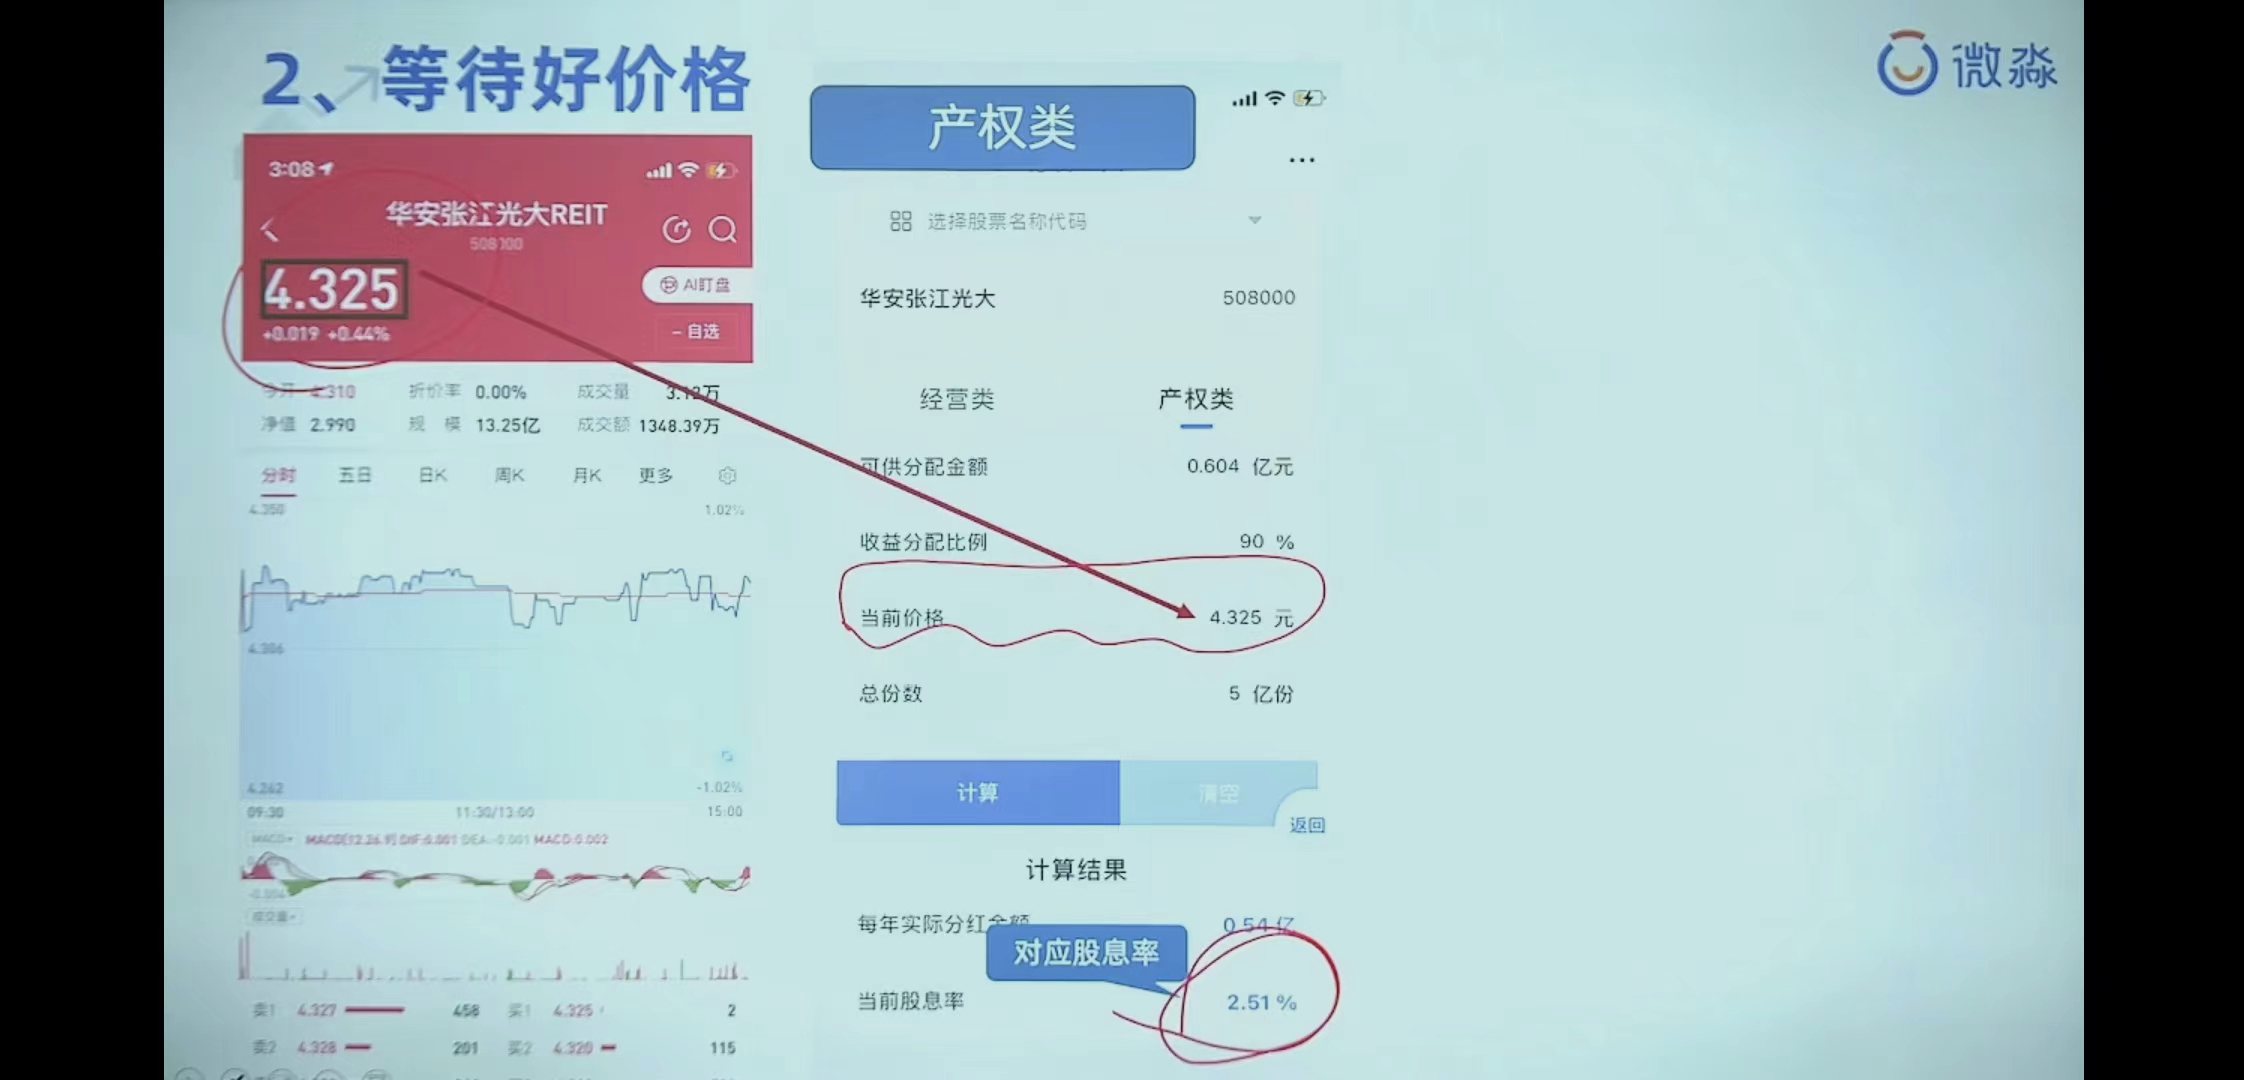 2、等待好价格
微淼
3:08
华安张江光大REIT
508000
4.325
+0.019 +0.44%
AI盯盘
-自选
今开 4.310 折价率 0.00% 成交量 3.12万
净值 2.990 规模 13.25亿 成交额 1348.39万
分时 五日 日K 周K 月K 更多
4.350 1.02%
4.306
4.262 -1.02%
09:30 11:30/13:00 15:00
MACD MACD(12,26,9) DIF:0.001 DEA:-0.001 MACD:0.002
成交量
卖1 4.327 458 买1 4.325 2
卖2 4.328 201 买2 4.320 115
产权类
选择股票名称代码
华安张江光大 508000
经营类 产权类
可供分配金额 0.604 亿元
收益分配比例 90 %
当前价格 4.325 元
总份数 5 亿份
计算 清空
返回
计算结果
每年实际分红金额 0.54 亿
对应股息率
当前股息率 2.51 %